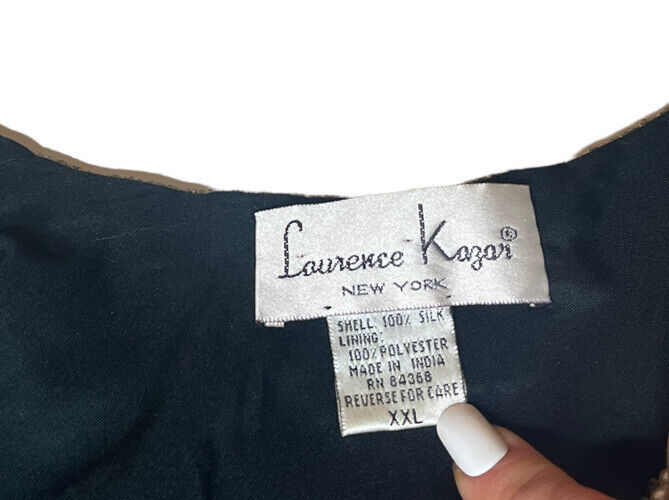 Laurence Kazar®
NEW YORK
SHELL: 100% SILK
LINING:
100% POLYESTER
MADE IN INDIA
RN 84368
REVERSE FOR CARE
XXL